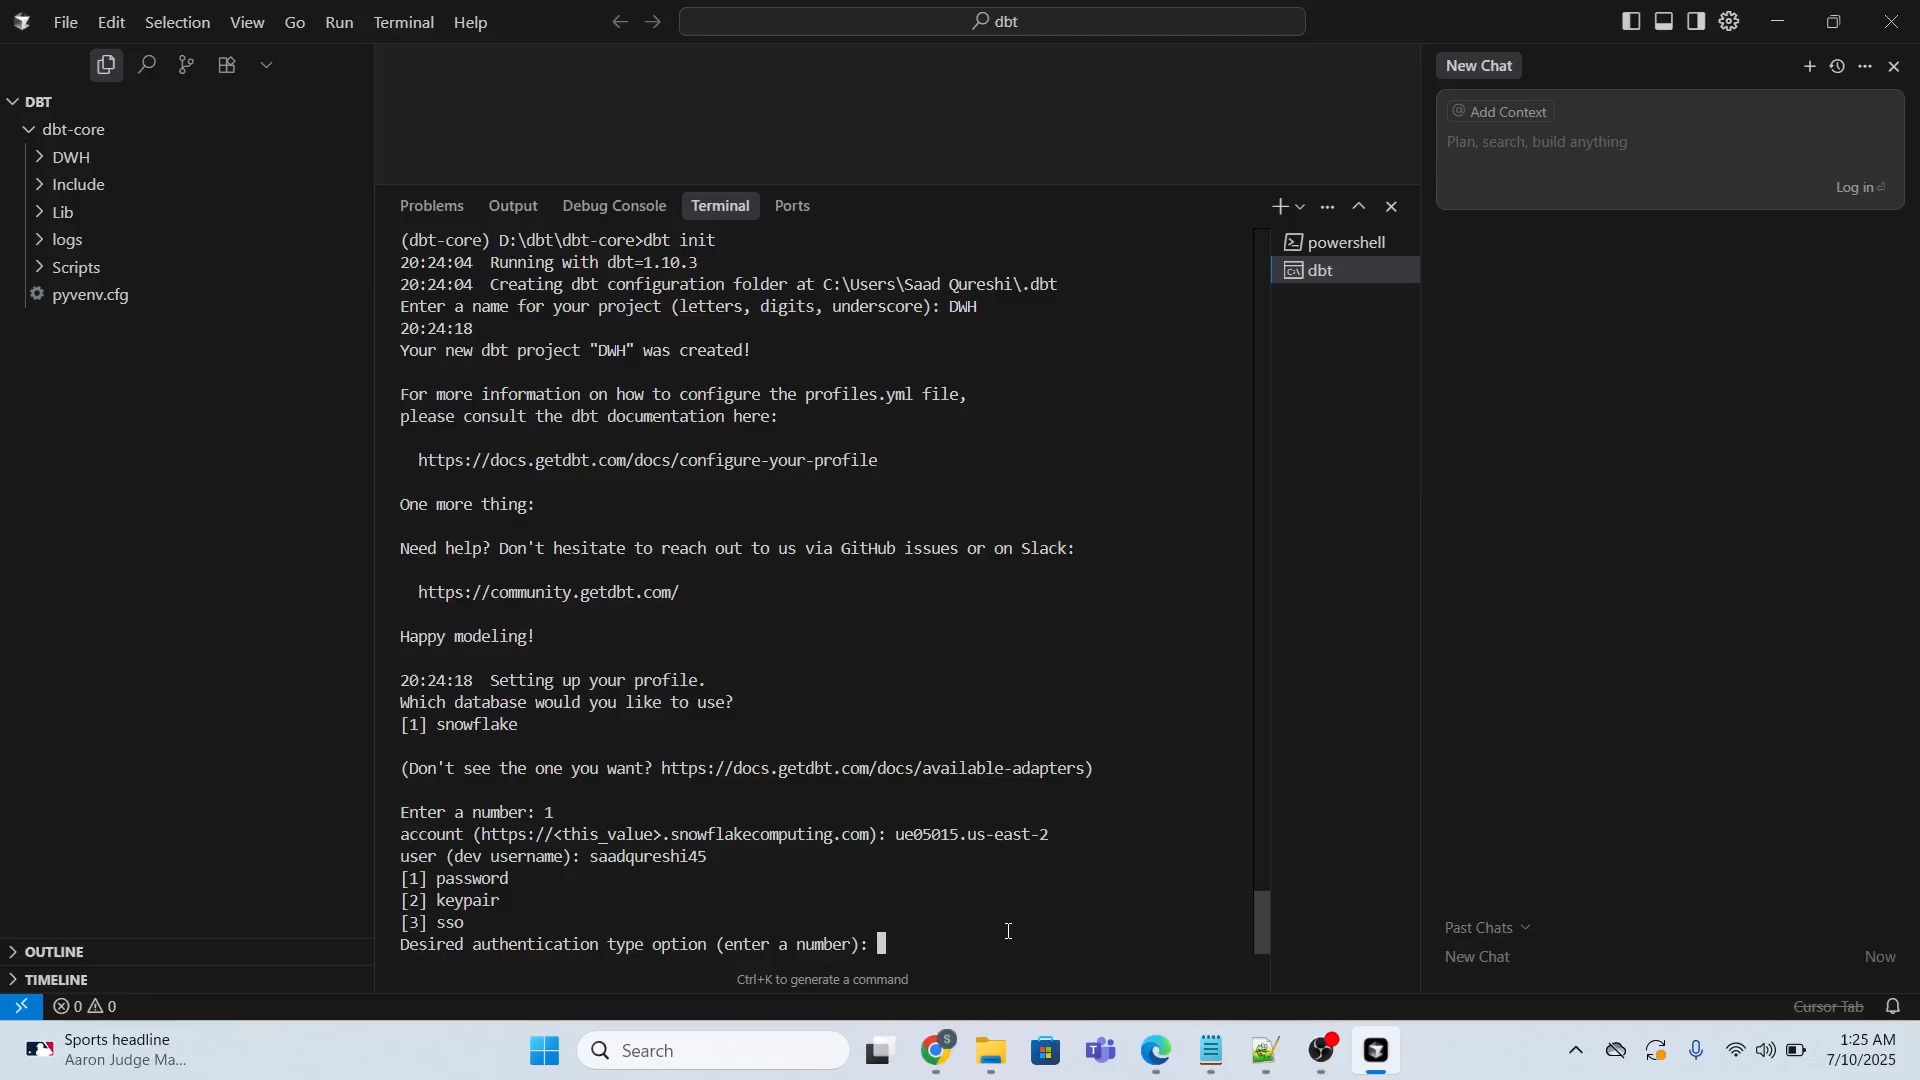 File Edit Selection View Go Run Terminal Help
dbt
New Chat
DBT
dbt-core
DWH
Include
Lib
logs
Scripts
pyvenv.cfg
OUTLINE
TIMELINE
Problems Output Debug Console Terminal Ports
(dbt-core) D:\dbt\dbt-core>dbt init
20:24:04  Running with dbt=1.10.3
20:24:04  Creating dbt configuration folder at C:\Users\Saad Qureshi\.dbt
Enter a name for your project (letters, digits, underscore): DWH
20:24:18
Your new dbt project "DWH" was created!
For more information on how to configure the profiles.yml file,
please consult the dbt documentation here:
https://docs.getdbt.com/docs/configure-your-profile
One more thing:
Need help? Don't hesitate to reach out to us via GitHub issues or on Slack:
https://community.getdbt.com/
Happy modeling!
20:24:18  Setting up your profile.
Which database would you like to use?
[1] snowflake
(Don't see the one you want? https://docs.getdbt.com/docs/available-adapters)
Enter a number: 1
account (https://<this_value>.snowflakecomputing.com): ue05015.us-east-2
user (dev username): saadqureshi45
[1] password
[2] keypair
[3] sso
Desired authentication type option (enter a number):
Ctrl+K to generate a command
powershell
dbt
@ Add Context
Plan, search, build anything
Log in
Past Chats
New Chat Now
0 0
Cursor Tab
Sports headline
Aaron Judge Ma...
Search
S
1:25 AM
7/10/2025